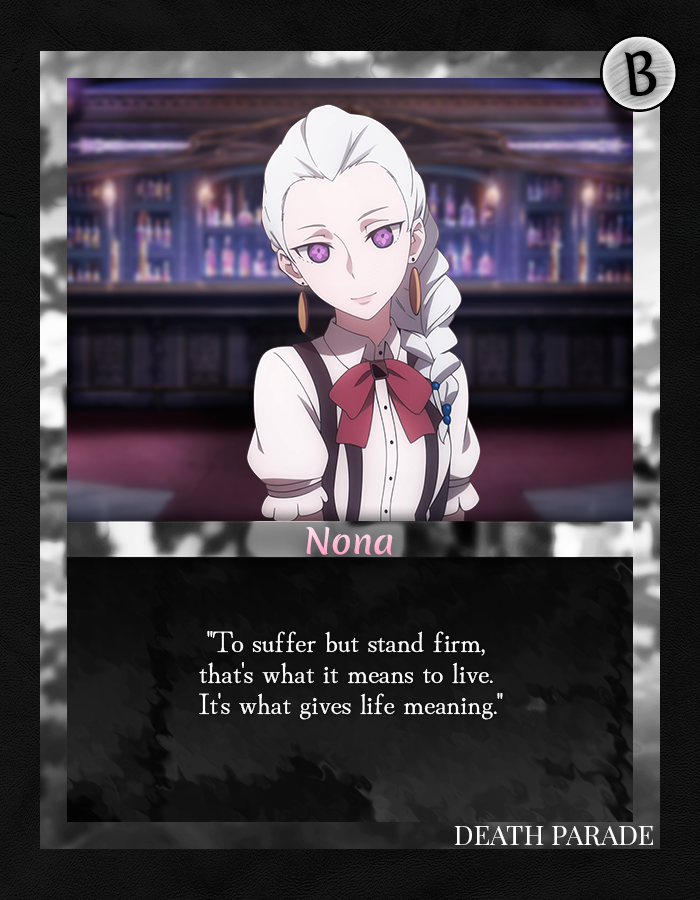 B
Nona
"To suffer but stand firm,
that's what it means to live.
It's what gives life meaning."
DEATH PARADE